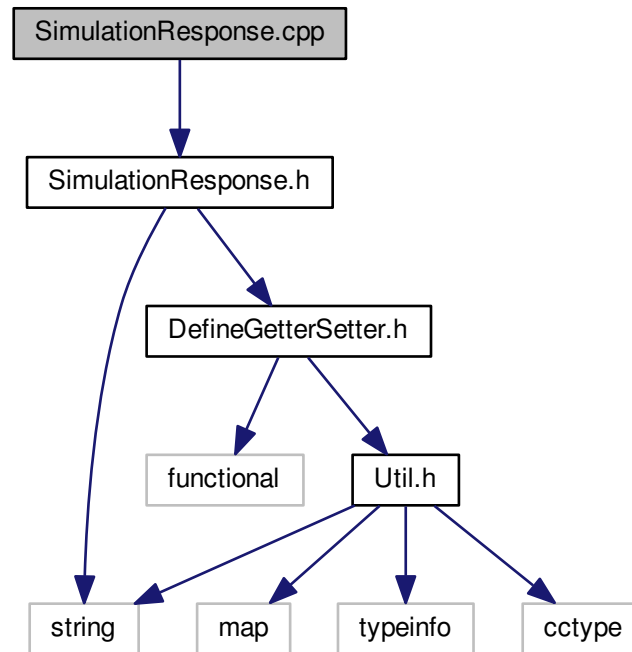 SimulationResponse.cpp
SimulationResponse.h
DefineGetterSetter.h
functional
Util.h
string
map
typeinfo
cctype